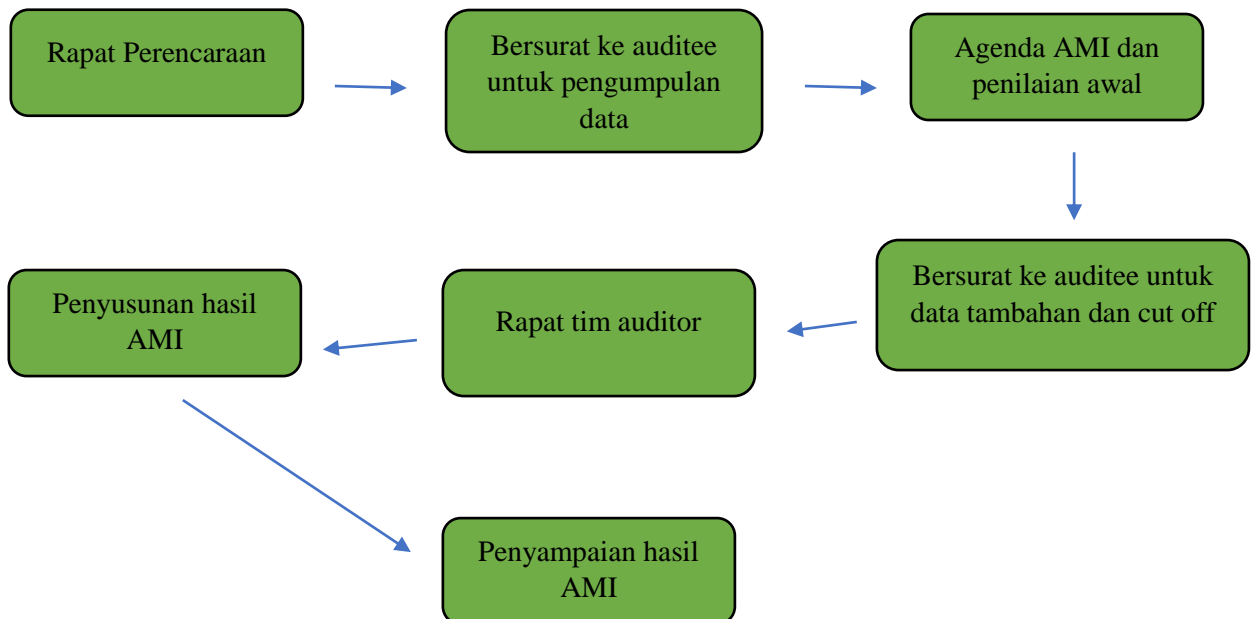 Rapat Perencaraan
Bersurat ke auditee
untuk pengumpulan
data
Agenda AMI dan
penilaian awal
Bersurat ke auditee untuk
data tambahan dan cut off
Rapat tim auditor
Penyusunan hasil
AMI
Penyampaian hasil
AMI